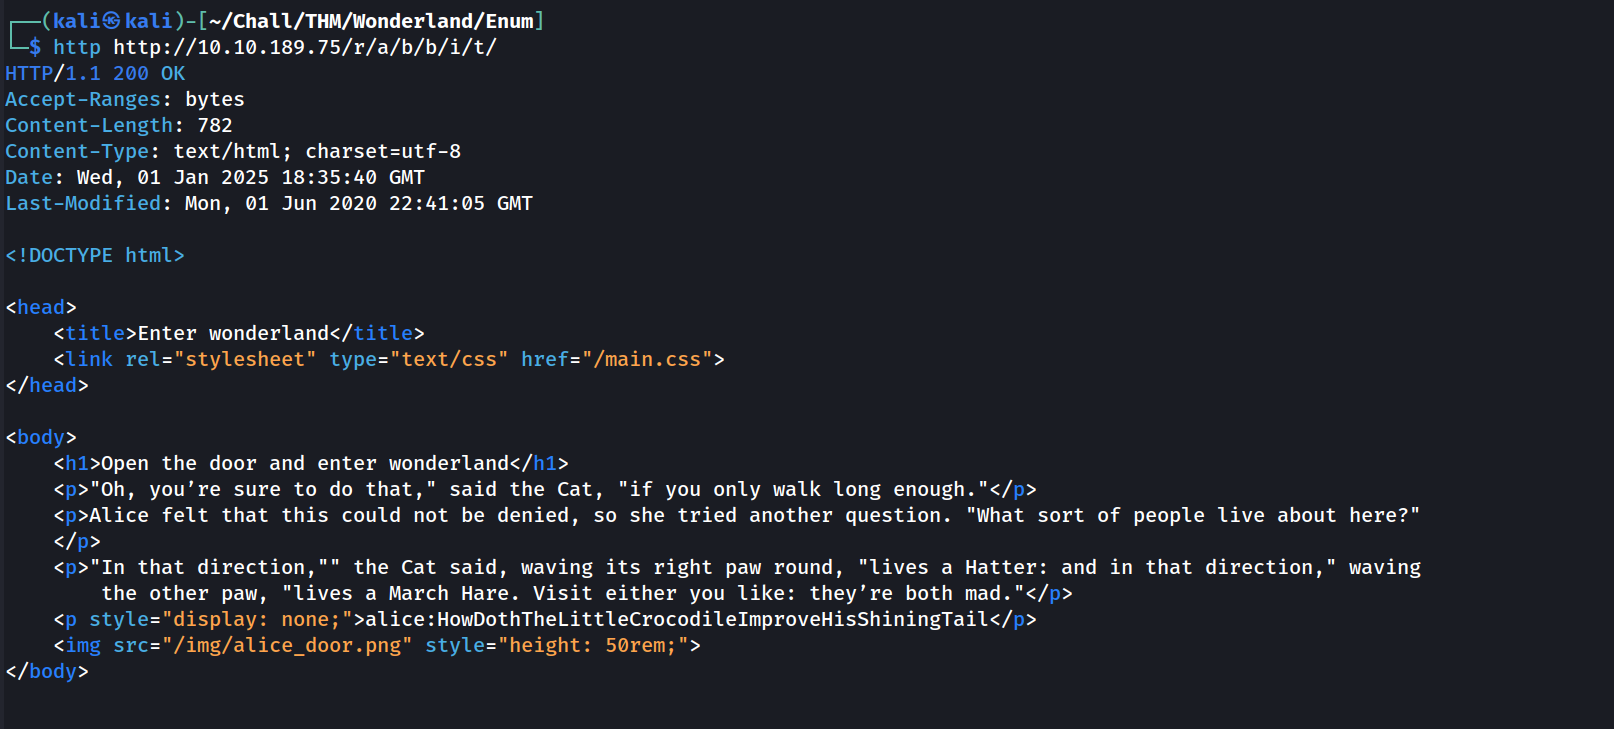 ┌──(kali㉿kali)-[~/Chall/THM/Wonderland/Enum]
└─$ http http://10.10.189.75/r/a/b/b/i/t/
HTTP/1.1 200 OK
Accept-Ranges: bytes
Content-Length: 782
Content-Type: text/html; charset=utf-8
Date: Wed, 01 Jan 2025 18:35:40 GMT
Last-Modified: Mon, 01 Jun 2020 22:41:05 GMT

<!DOCTYPE html>

<head>
    <title>Enter wonderland</title>
    <link rel="stylesheet" type="text/css" href="/main.css">
</head>

<body>
    <h1>Open the door and enter wonderland</h1>
    <p>"Oh, you’re sure to do that," said the Cat, "if you only walk long enough."</p>
    <p>Alice felt that this could not be denied, so she tried another question. "What sort of people live about here?"
    </p>
    <p>"In that direction,"" the Cat said, waving its right paw round, "lives a Hatter: and in that direction," waving
        the other paw, "lives a March Hare. Visit either you like: they’re both mad."</p>
    <p style="display: none;">alice:HowDothTheLittleCrocodileImproveHisShiningTail</p>
    <img src="/img/alice_door.png" style="height: 50rem;">
</body>